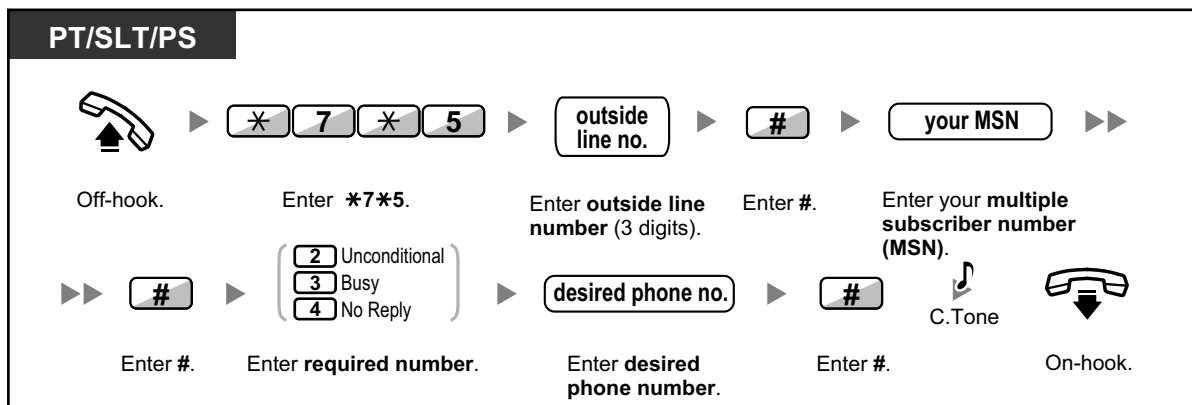 PT/SLT/PS
✳ 7 ✳ 5
outside
line no.
#
your MSN
Off-hook.
Enter ✳7✳5.
Enter outside line
number (3 digits).
Enter #.
Enter your multiple
subscriber number
(MSN).
#
2 Unconditional
3 Busy
4 No Reply
desired phone no.
#
C.Tone
Enter #.
Enter required number.
Enter desired
phone number.
Enter #.
On-hook.